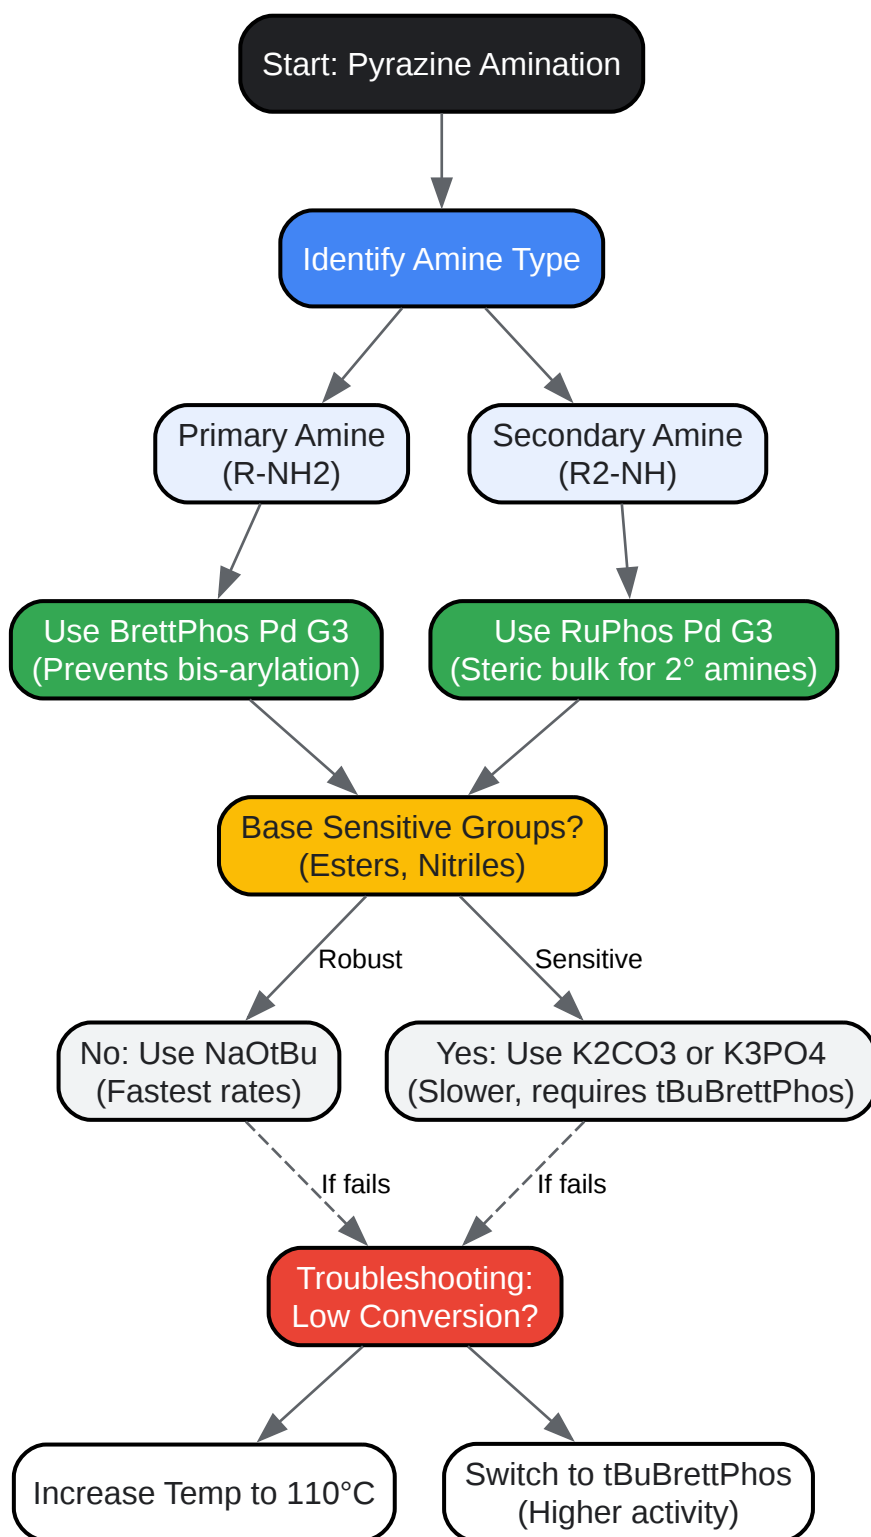 Start: Pyrazine Amination
Identify Amine Type
Primary Amine
(R-NH2)
Secondary Amine
(R2-NH)
Use BrettPhos Pd G3
(Prevents bis-arylation)
Use RuPhos Pd G3
(Steric bulk for 2° amines)
Base Sensitive Groups?
(Esters, Nitriles)
Robust
Sensitive
No: Use NaOtBu
(Fastest rates)
Yes: Use K2CO3 or K3PO4
(Slower, requires tBuBrettPhos)
If fails
If fails
Troubleshooting:
Low Conversion?
Increase Temp to 110°C
Switch to tBuBrettPhos
(Higher activity)